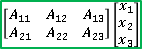 [A₁₁ A₁₂ A₁₃] [x₁]
[A₂₁ A₂₂ A₂₃] [x₂]
[x₃]